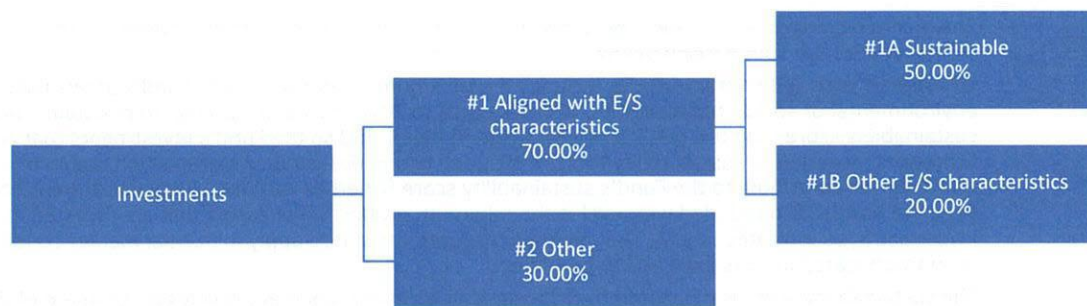 #1A Sustainable
50.00%
#1 Aligned with E/S
characteristics
70.00%
Investments
#1B Other E/S characteristics
20.00%
#2 Other
30.00%